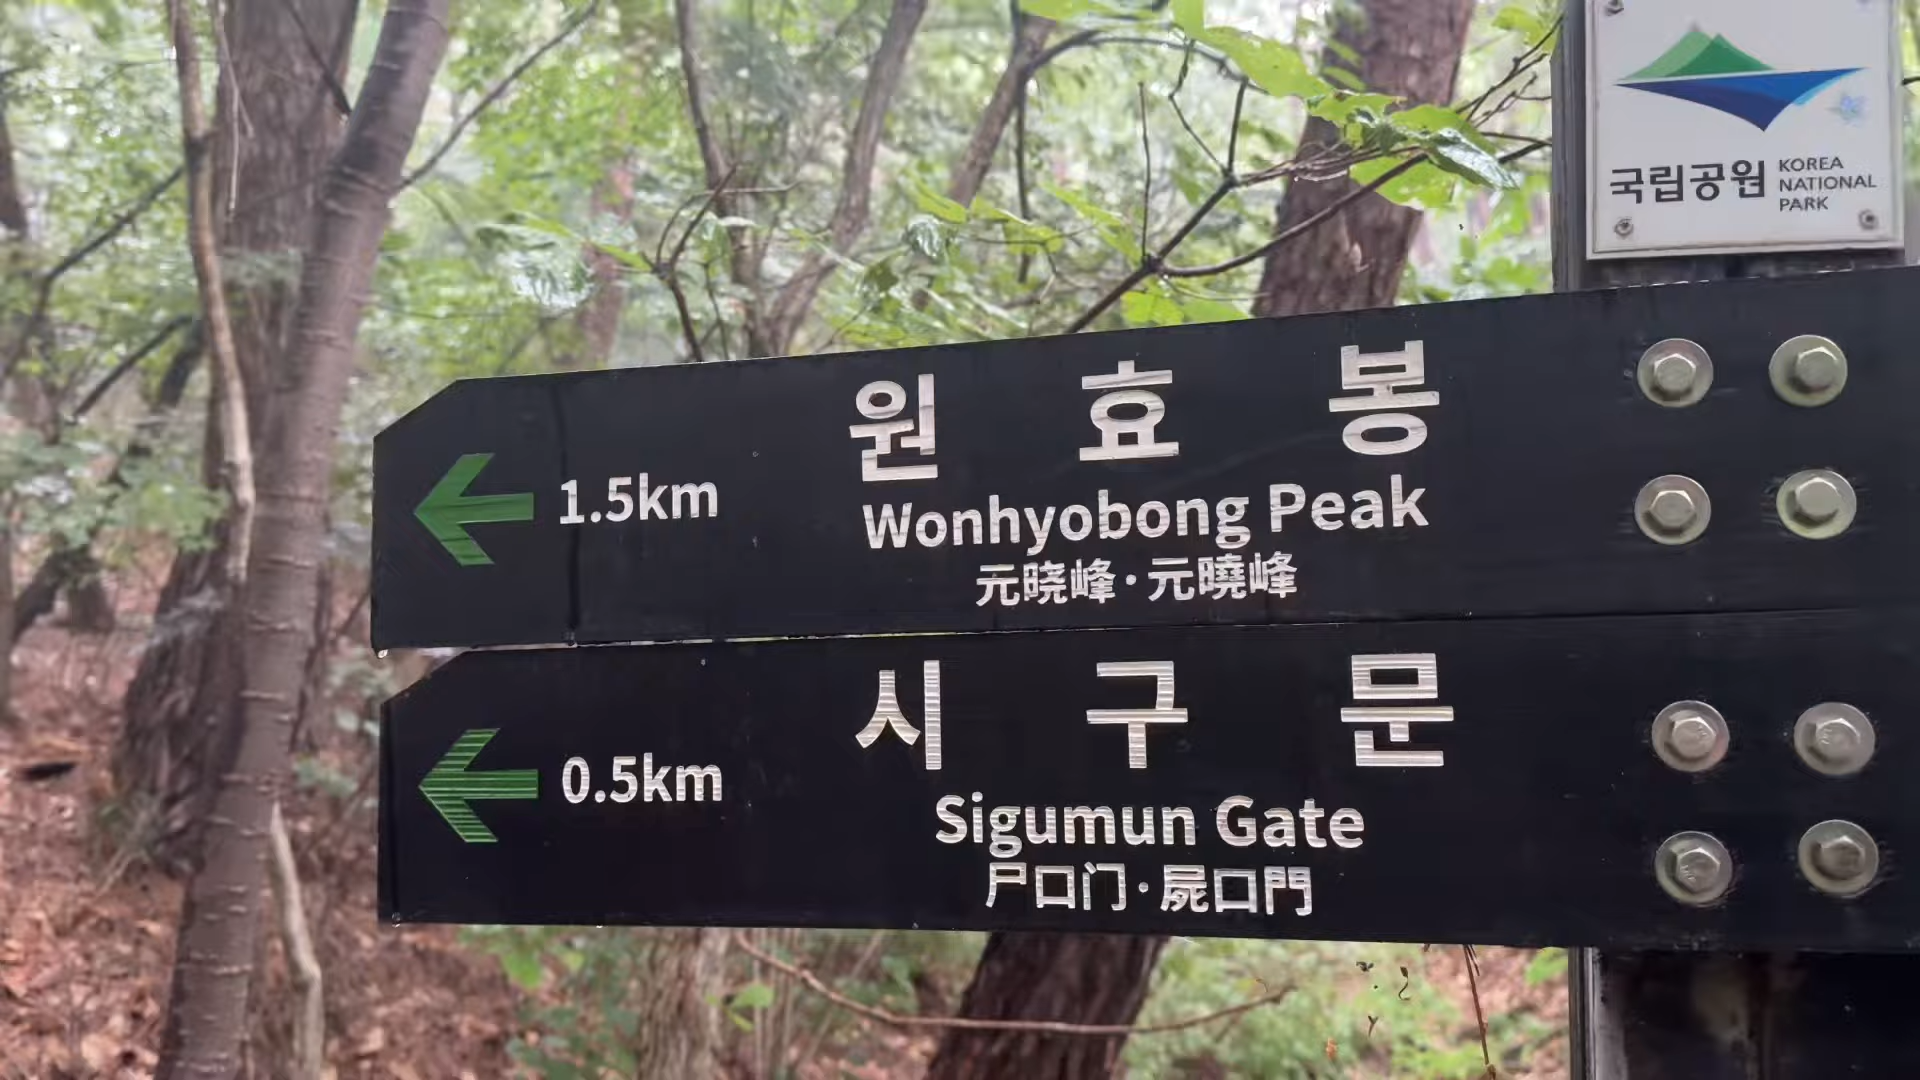 국립공원
KOREA
NATIONAL
PARK
원 효 봉
1.5km
Wonhyobong Peak
元晓峰·元曉峰
시 구 문
0.5km
Sigumun Gate
尸口门·屍口門